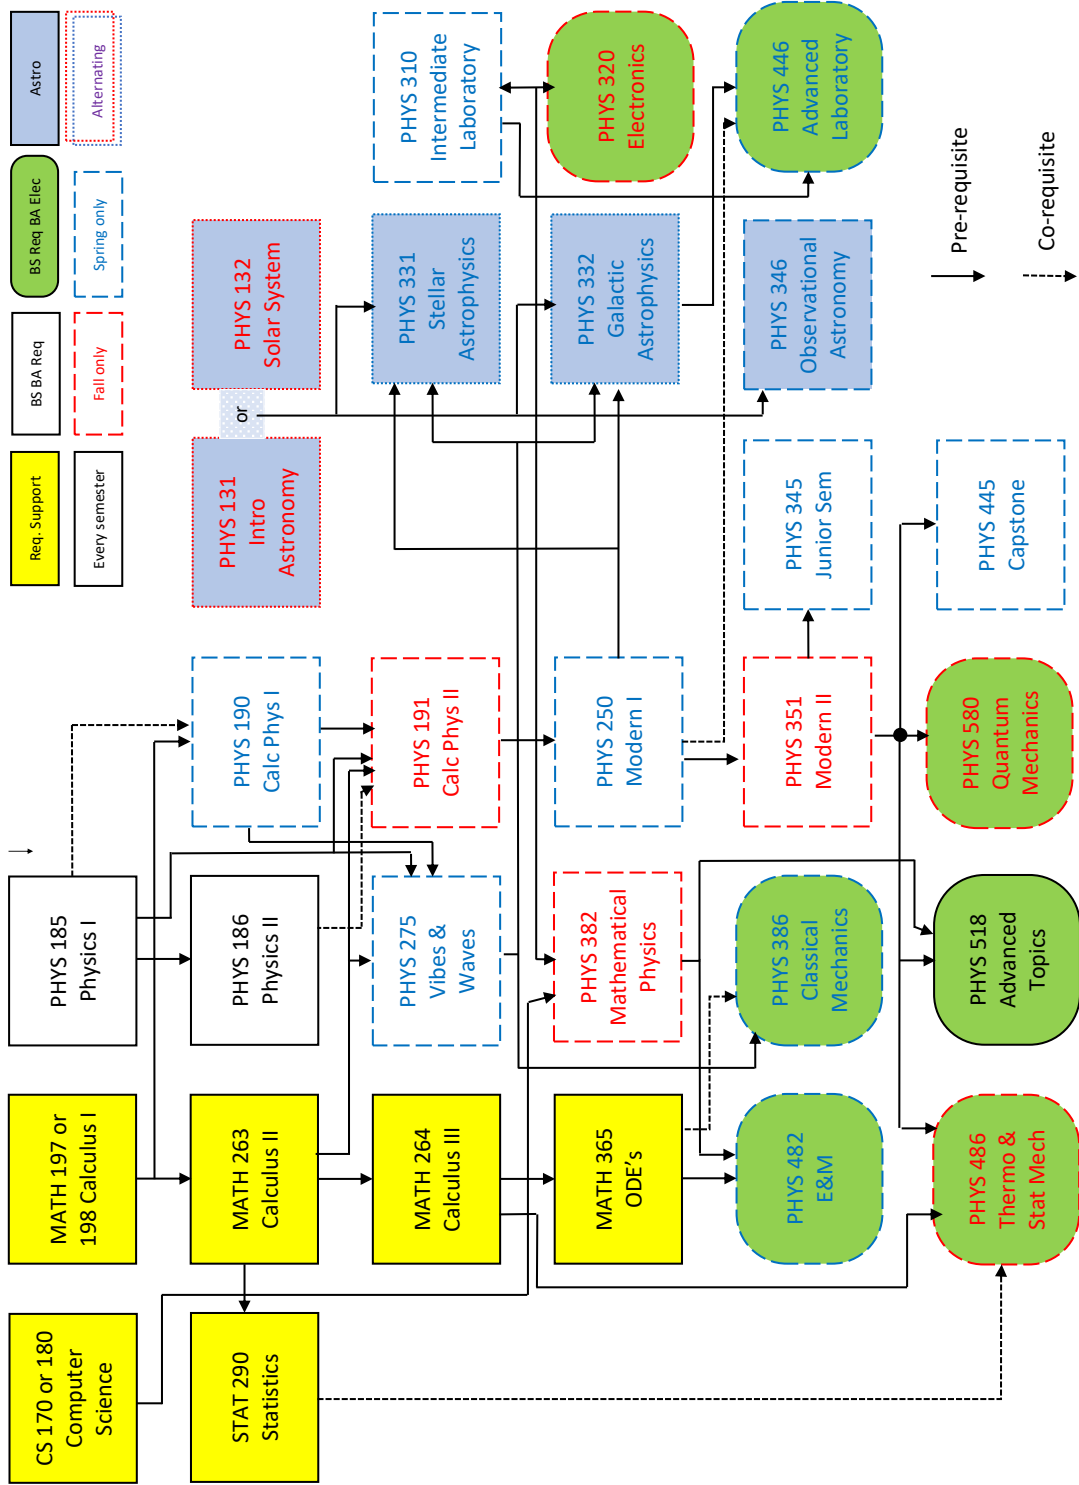 Req. Support
BS BA Req
BS Req BA Elec
Astro
Every semester
Fall only
Spring only
Alternating
CS 170 or 180
Computer
Science
MATH 197 or
198 Calculus I
PHYS 185
Physics I
STAT 290
Statistics
MATH 263
Calculus II
PHYS 186
Physics II
PHYS 190
Calc Phys I
PHYS 131
Intro
Astronomy
or
PHYS 132
Solar System
MATH 264
Calculus III
PHYS 275
Vibes &
Waves
PHYS 191
Calc Phys II
PHYS 331
Stellar
Astrophysics
PHYS 310
Intermediate
Laboratory
MATH 365
ODE’s
PHYS 382
Mathematical
Physics
PHYS 250
Modern I
PHYS 332
Galactic
Astrophysics
PHYS 320
Electronics
PHYS 482
E&M
PHYS 386
Classical
Mechanics
PHYS 351
Modern II
PHYS 345
Junior Sem
PHYS 346
Observational
Astronomy
PHYS 446
Advanced
Laboratory
PHYS 486
Thermo &
Stat Mech
PHYS 518
Advanced
Topics
PHYS 580
Quantum
Mechanics
PHYS 445
Capstone
Pre-requisite
Co-requisite